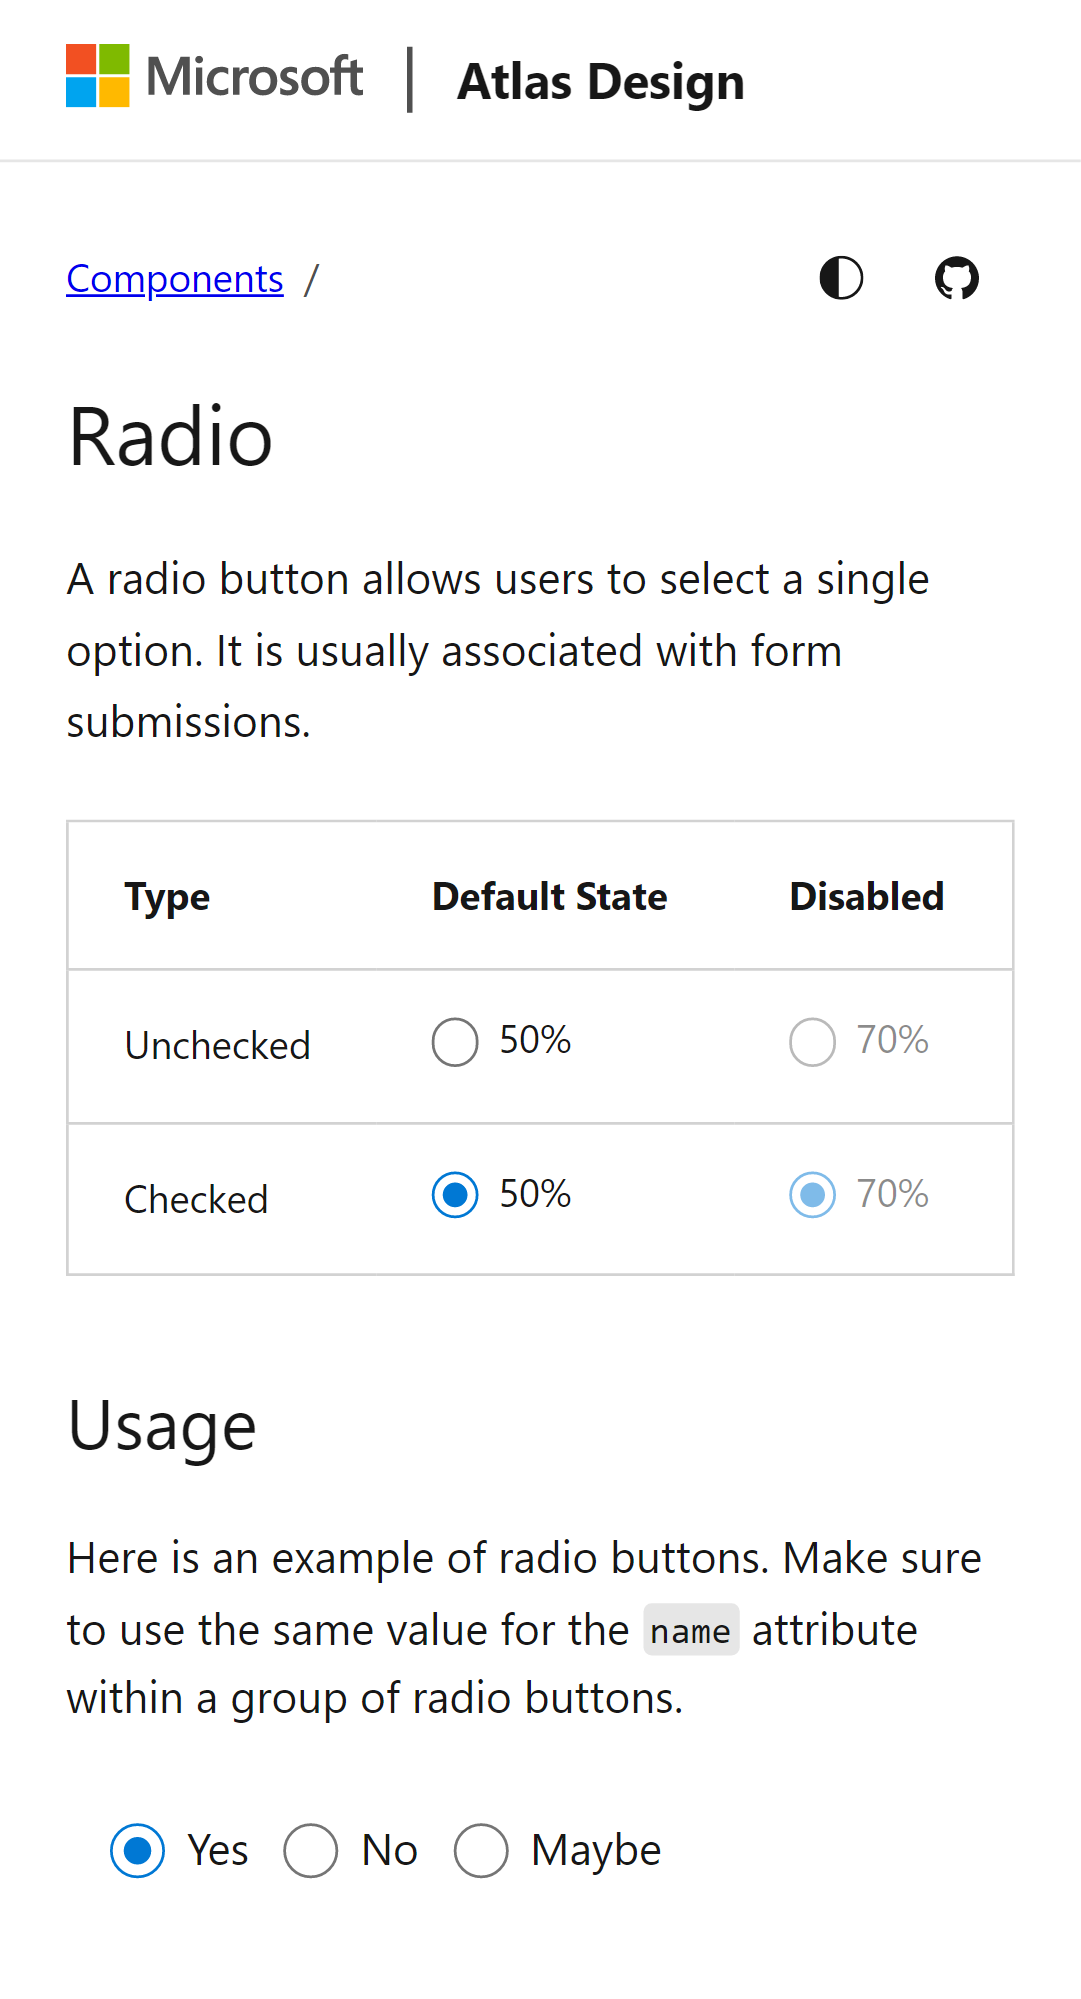 Microsoft | Atlas Design
Components /
Radio
A radio button allows users to select a single
option. It is usually associated with form
submissions.
Type Default State Disabled
Unchecked 50% 70%
Checked 50% 70%
Usage
Here is an example of radio buttons. Make sure
to use the same value for the name attribute
within a group of radio buttons.
Yes No Maybe